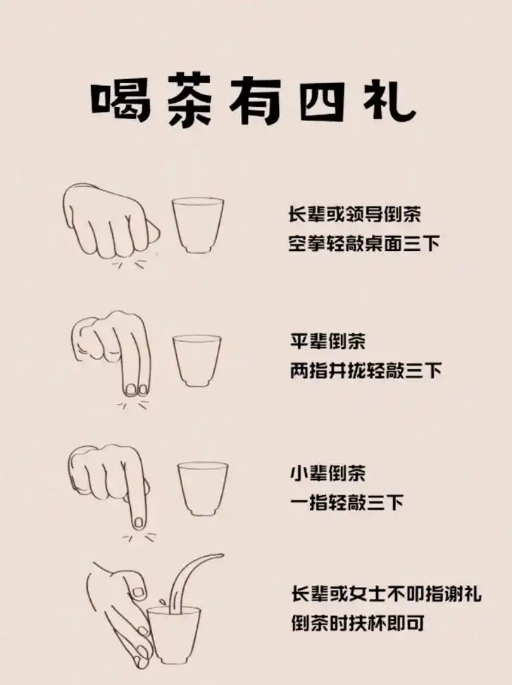 喝茶有四礼
长辈或领导倒茶
空拳轻敲桌面三下
平辈倒茶
两指并拢轻敲三下
小辈倒茶
一指轻敲三下
长辈或女士不叩指谢礼
倒茶时扶杯即可